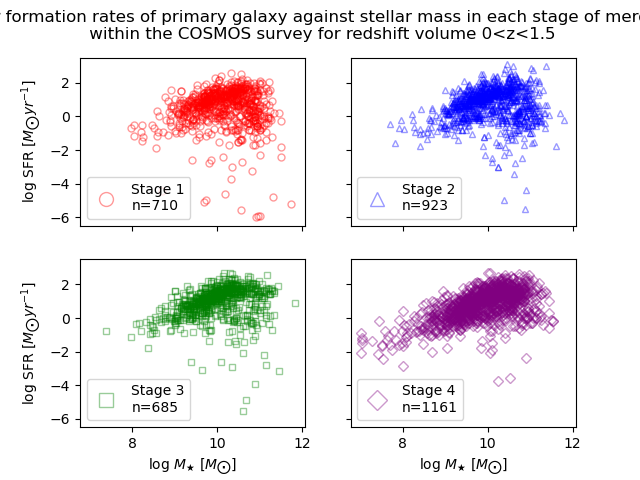 formation rates of primary galaxy against stellar mass in each stage of
within the COSMOS survey for redshift volume 0<z<1.5
log SFR [M⨀yr⁻¹]
2
0
−2
−4
−6
Stage 1
n=710
Stage 2
n=923
log SFR [M⨀yr⁻¹]
2
0
−2
−4
−6
Stage 3
n=685
Stage 4
n=1161
8
10
12
8
10
12
log M★ [M⨀]
log M★ [M⨀]